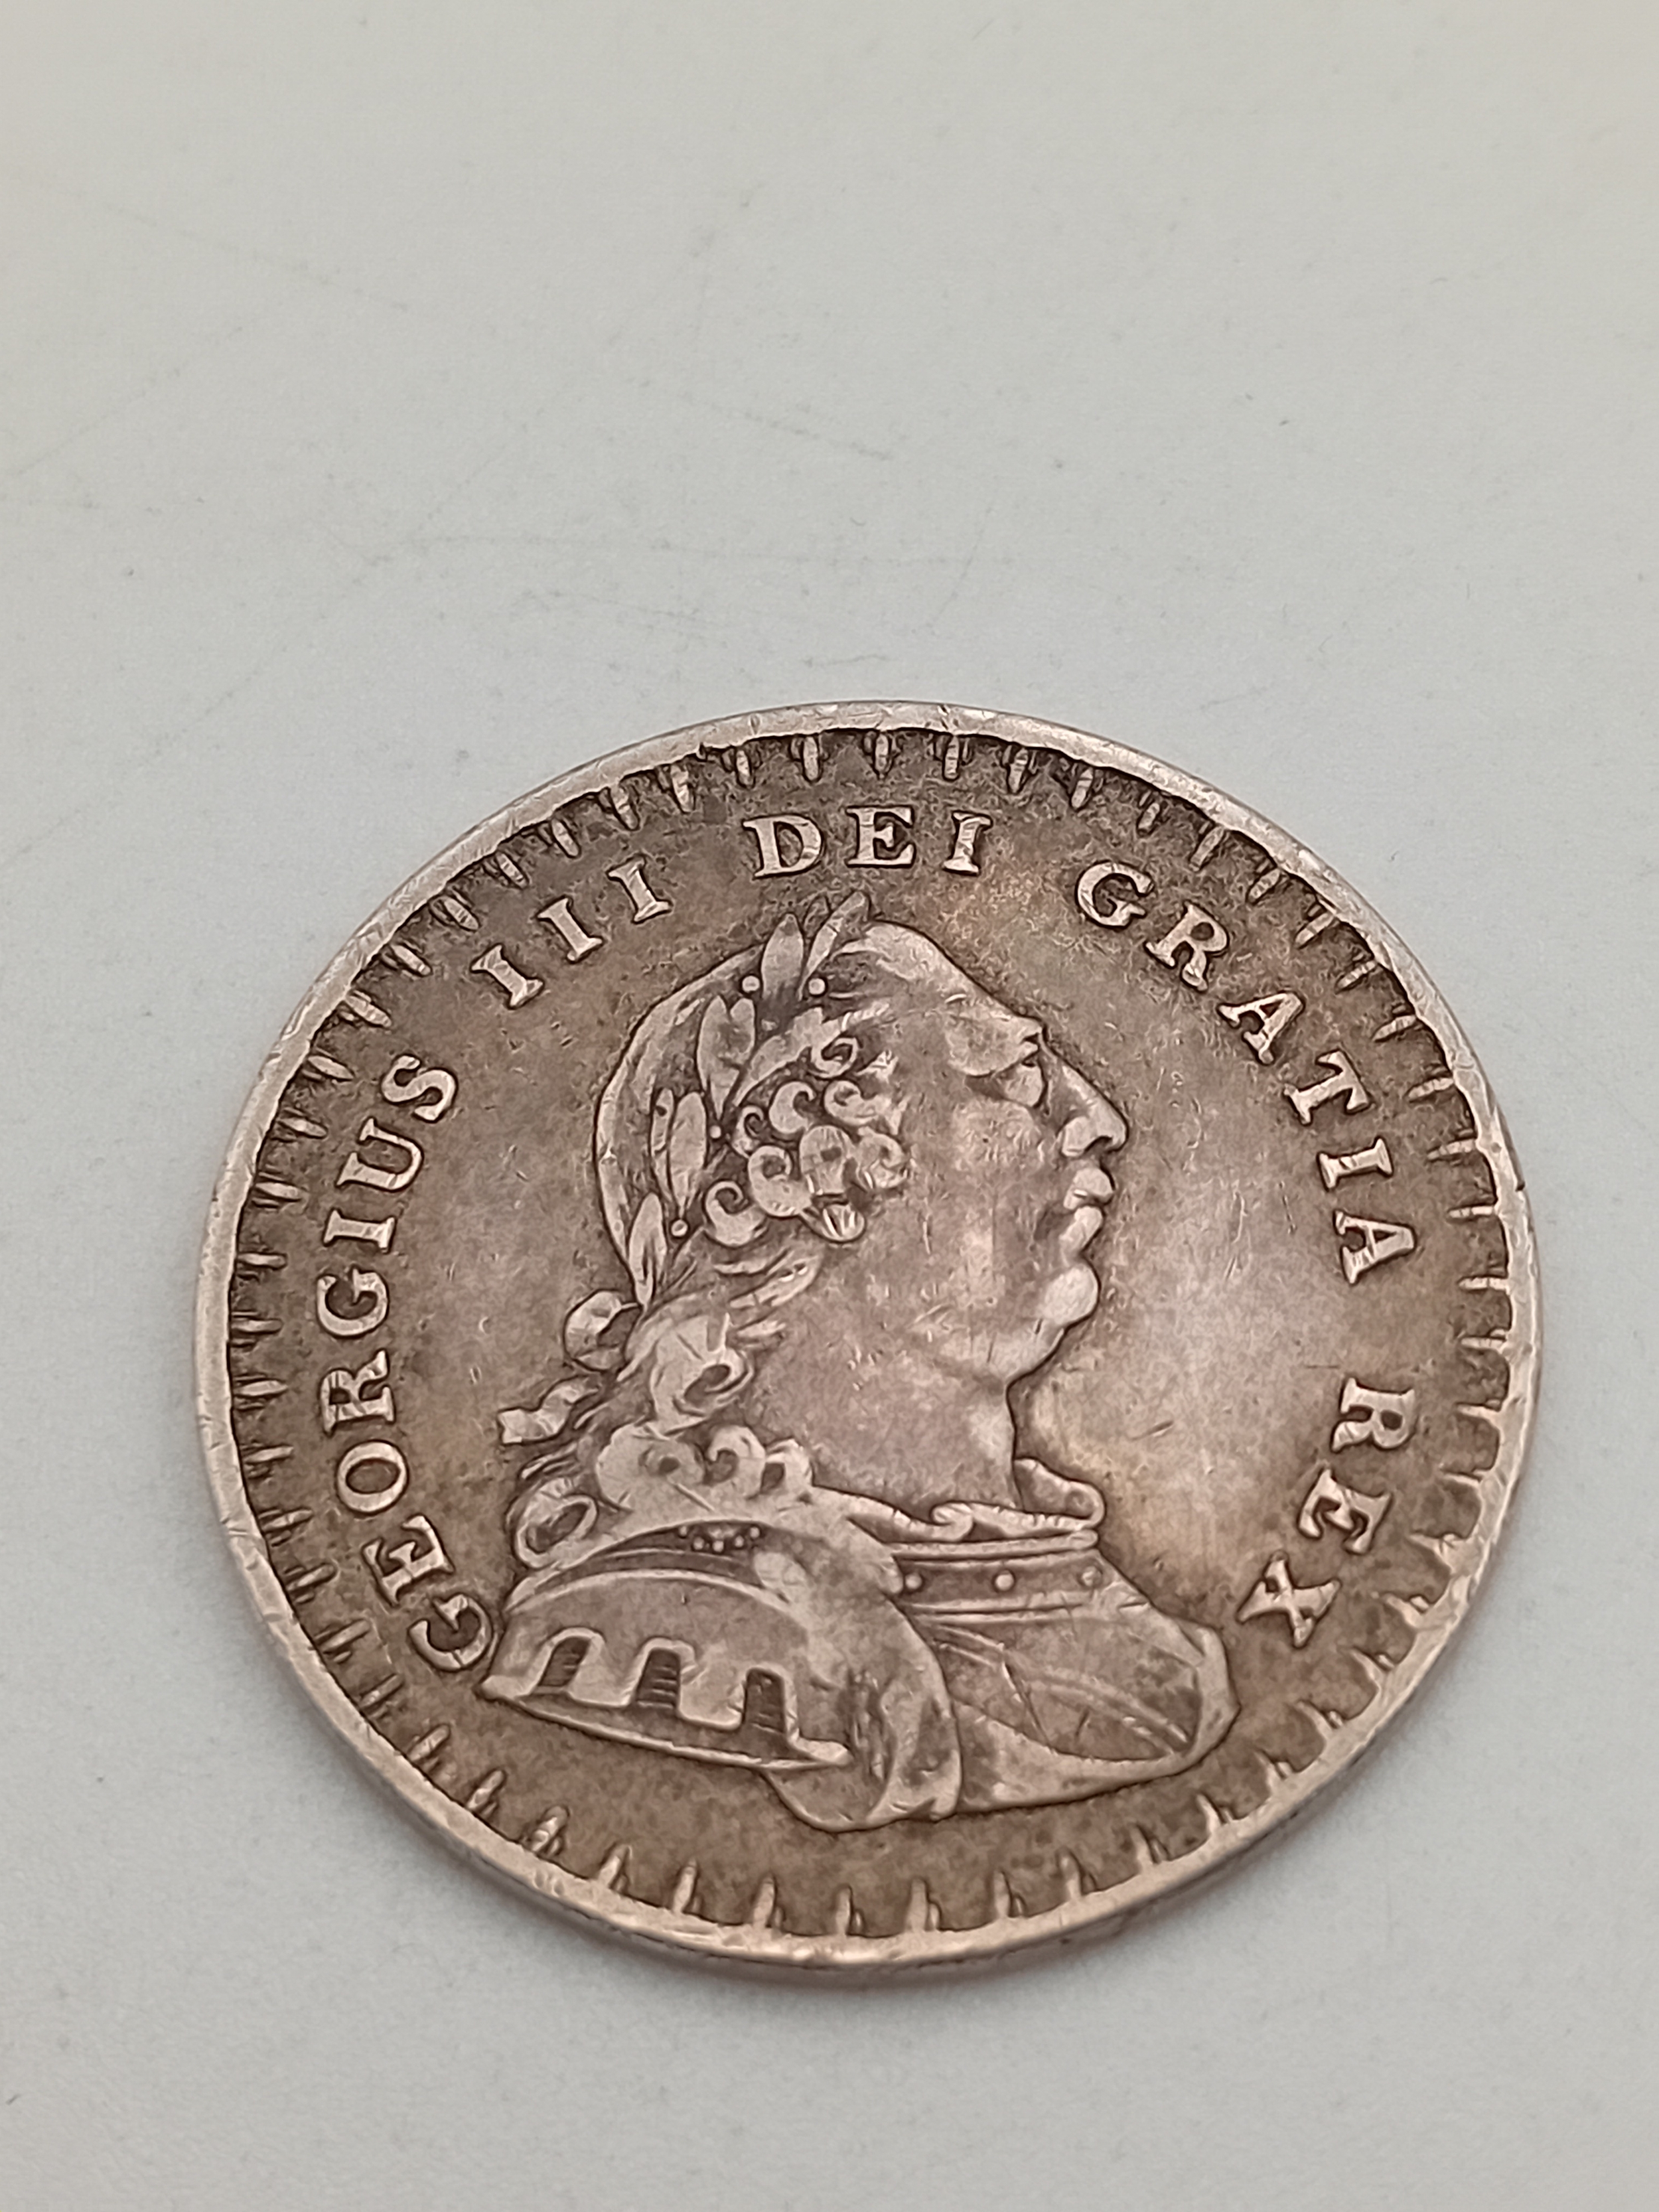 GEORGIUS III DEI GRATIA REX